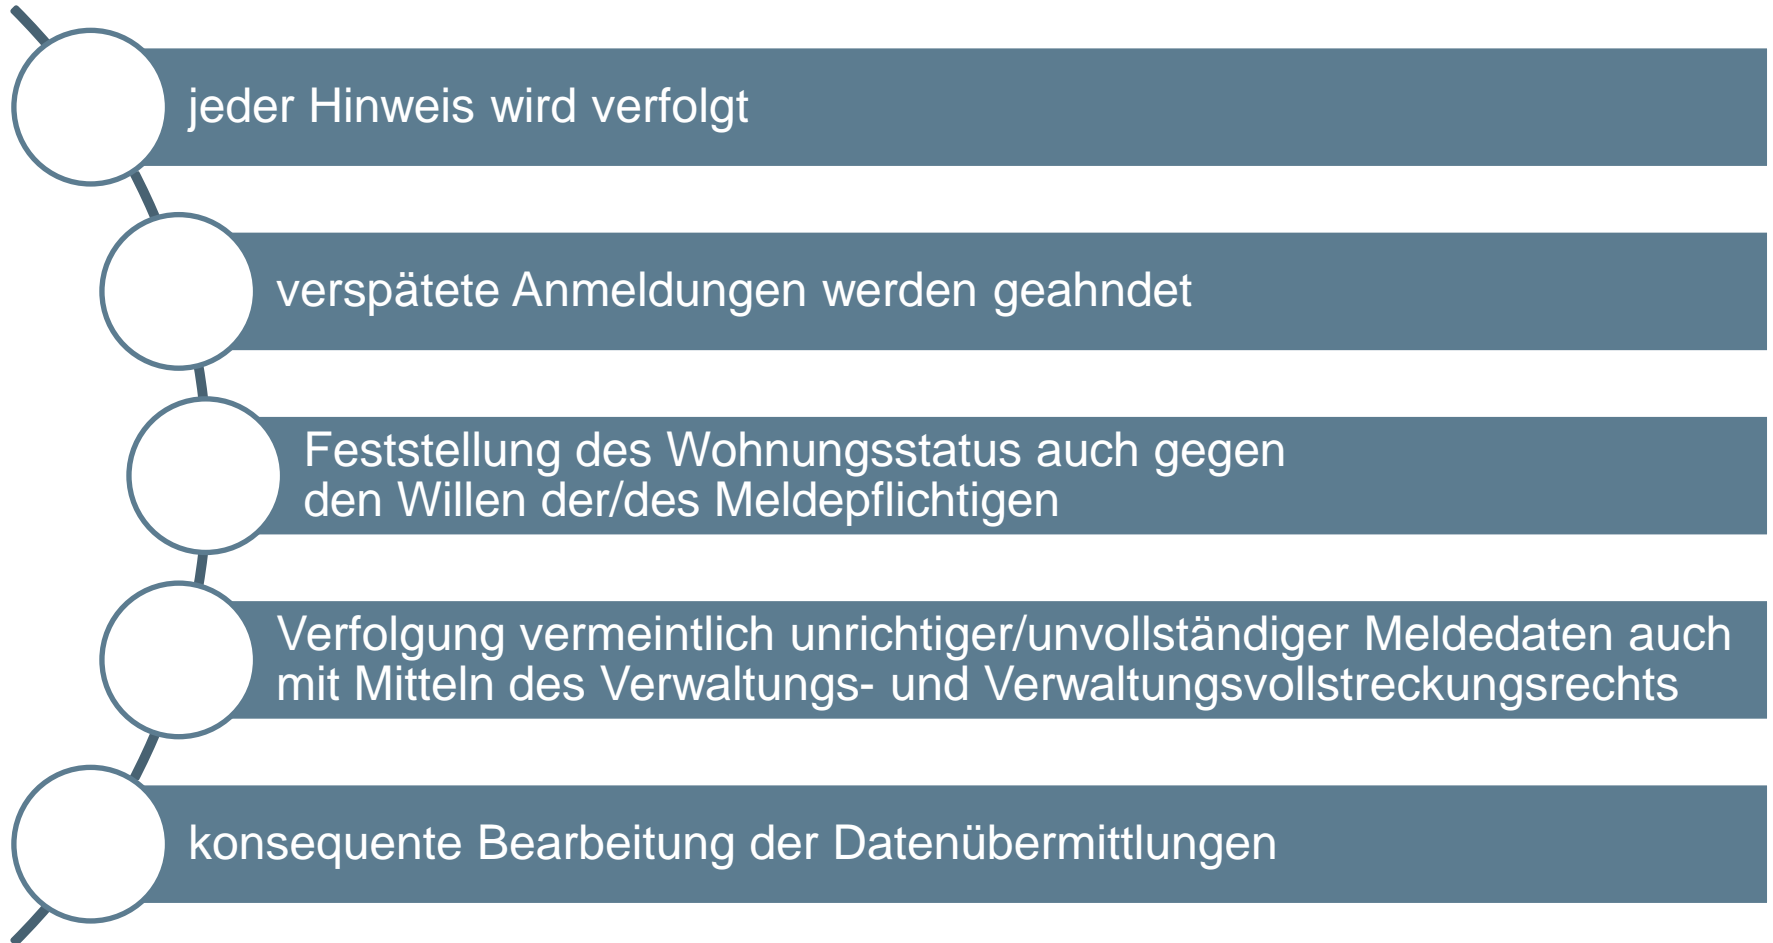 jeder Hinweis wird verfolgt
verspätete Anmeldungen werden geahndet
Feststellung des Wohnungsstatus auch gegen
den Willen der/des Meldepflichtigen
Verfolgung vermeintlich unrichtiger/unvollständiger Meldedaten auch
mit Mitteln des Verwaltungs- und Verwaltungsvollstreckungsrechts
konsequente Bearbeitung der Datenübermittlungen